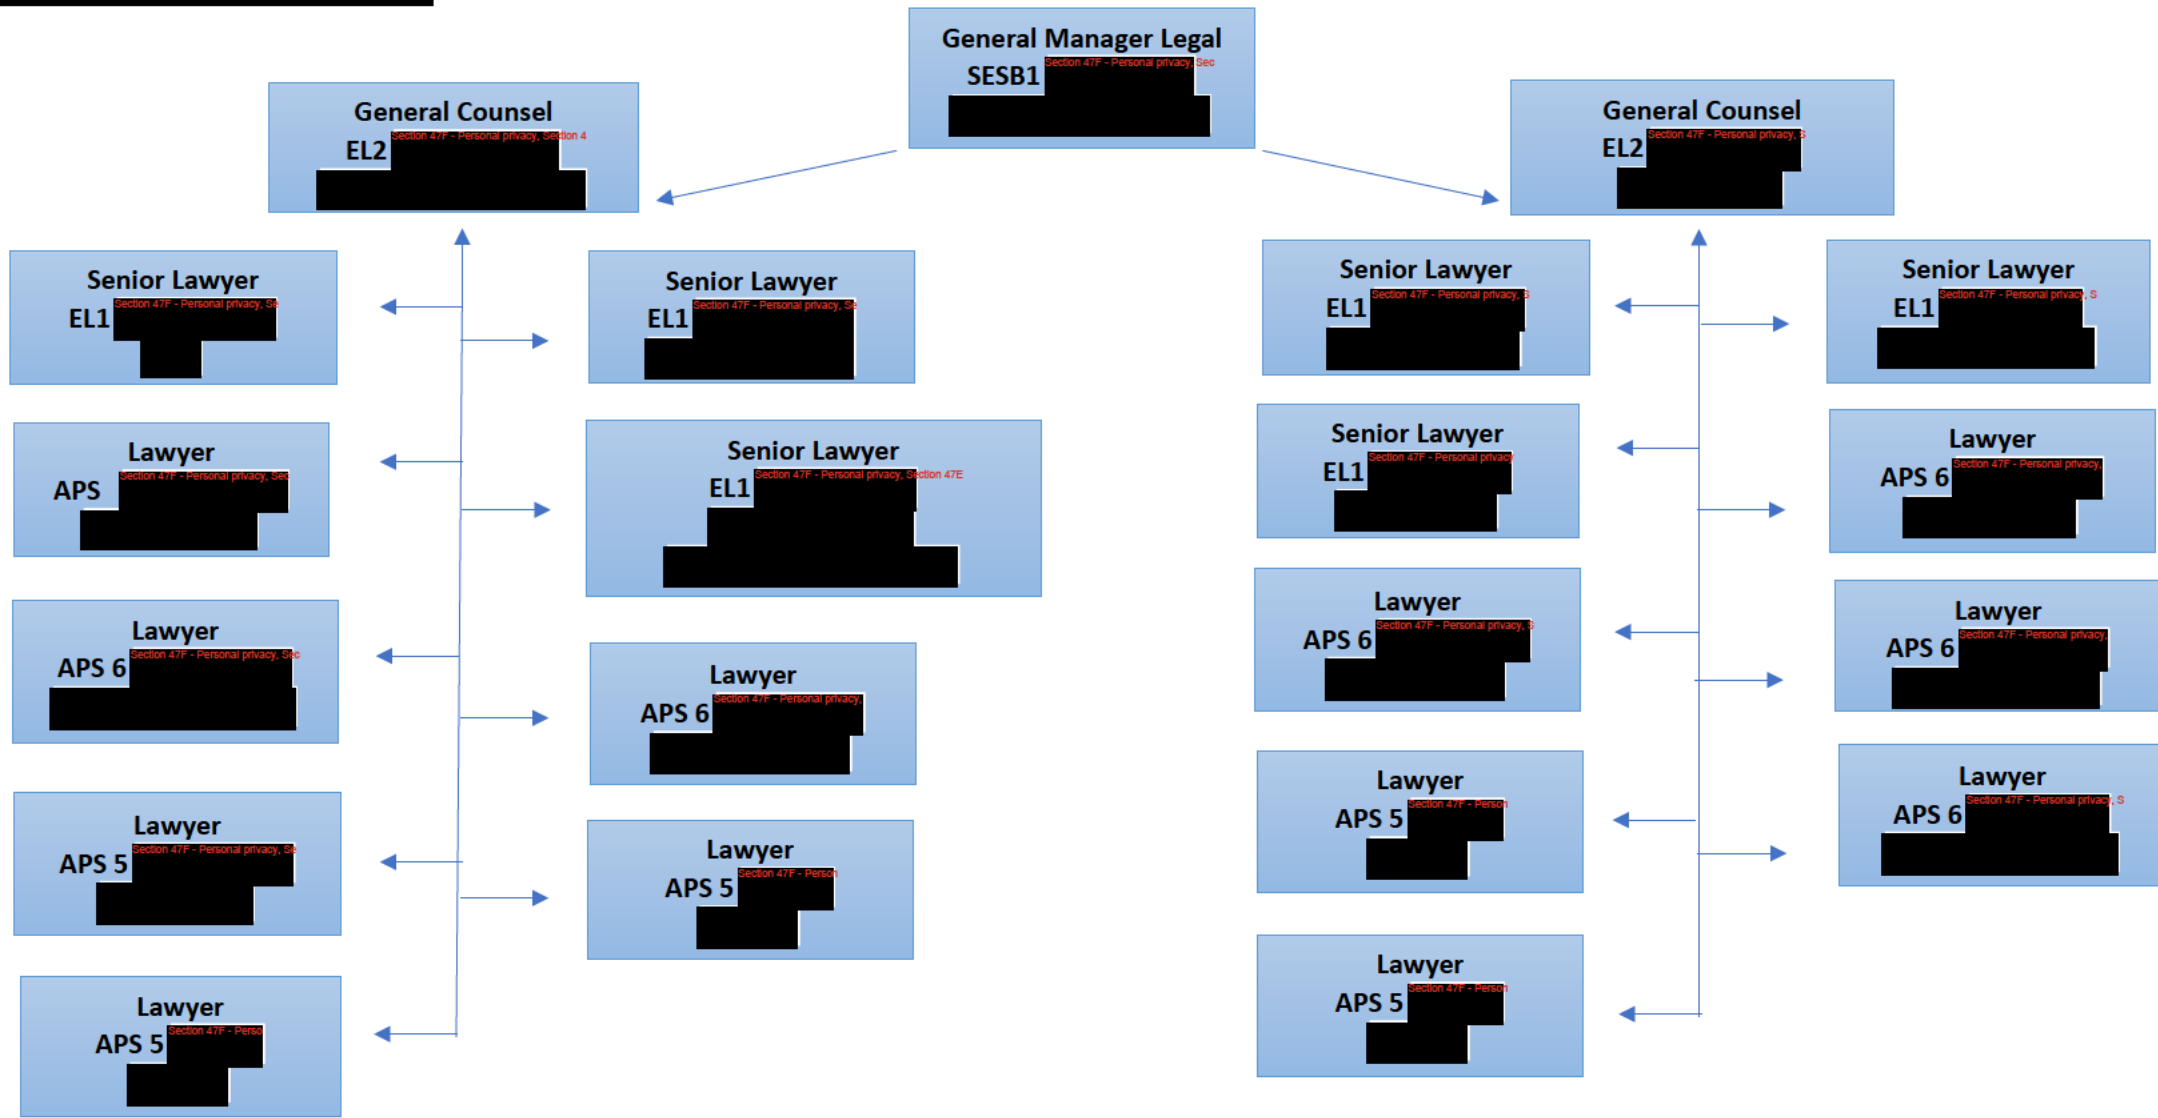 General Manager Legal
SESB1 Section 47F - Personal privacy, Sec
General Counsel
EL2 Section 47F - Personal privacy, Section 4
General Counsel
EL2 Section 47F - Personal privacy, S
Senior Lawyer
EL1 Section 47F - Personal privacy, Se
Senior Lawyer
EL1 Section 47F - Personal privacy, Se
Lawyer
APS Section 47F - Personal privacy, Sec
Senior Lawyer
EL1 Section 47F - Personal privacy, Section 47E
Lawyer
APS 6 Section 47F - Personal privacy, Sec
Lawyer
APS 6 Section 47F - Personal privacy,
Lawyer
APS 5 Section 47F - Personal privacy, Se
Lawyer
APS 5 Section 47F - Person
Lawyer
APS 5 Section 47F - Perso
Senior Lawyer
EL1 Section 47F - Personal privacy, S
Senior Lawyer
EL1 Section 47F - Personal privacy, S
Senior Lawyer
EL1 Section 47F - Personal privacy
Lawyer
APS 6 Section 47F - Personal privacy,
Lawyer
APS 6 Section 47F - Personal privacy, S
Lawyer
APS 6 Section 47F - Personal privacy,
Lawyer
APS 5 Section 47F - Person
Lawyer
APS 6 Section 47F - Personal privacy, S
Lawyer
APS 5 Section 47F - Person